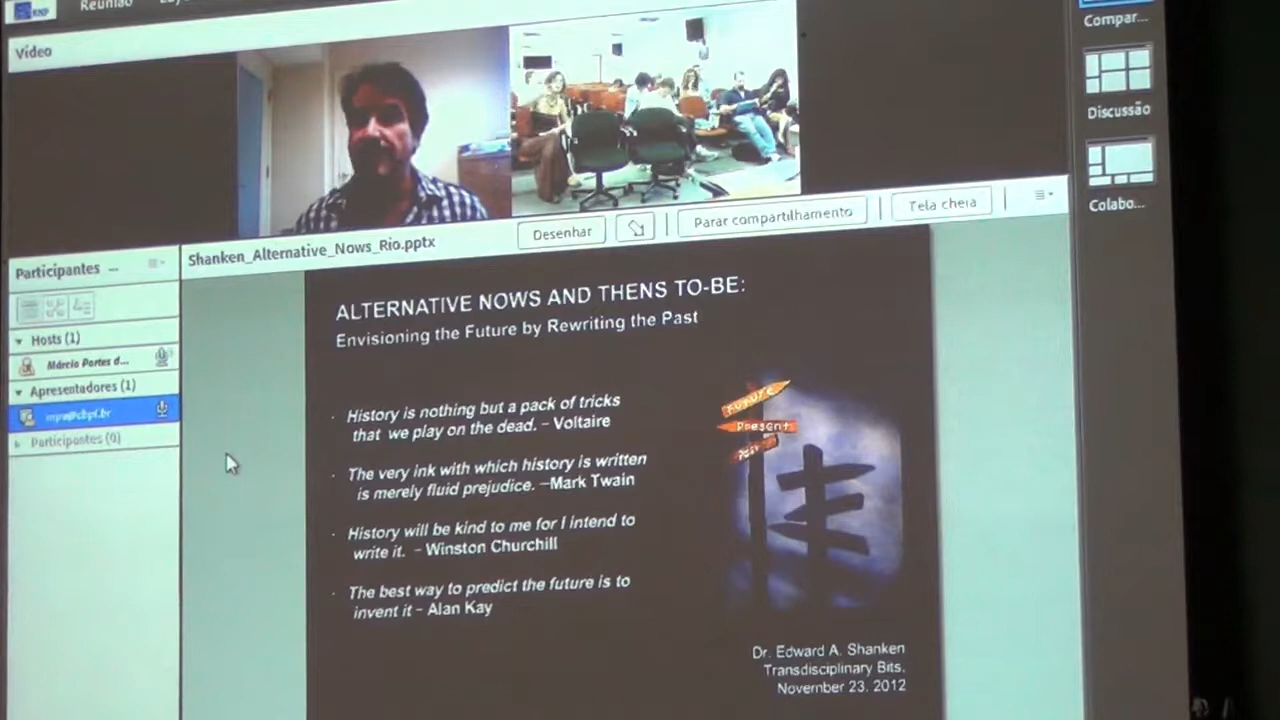 RNP
Reunião
Vídeo
Compar...
Discussão
Colabo...
Desenhar
Parar compartilhamento
Tela cheia
Participantes ...
Shanken_Alternative_Nows_Rio.pptx
Hosts (1)
Márcio Portes d...
Apresentadores (1)
Participantes (0)
ALTERNATIVE NOWS AND THENS TO-BE:
Envisioning the Future by Rewriting the Past
· History is nothing but a pack of tricks
that we play on the dead. – Voltaire
· The very ink with which history is written
is merely fluid prejudice. –Mark Twain
· History will be kind to me for I intend to
write it. – Winston Churchill
· The best way to predict the future is to
invent it – Alan Kay
FUTURE
Present
Past
Dr. Edward A. Shanken
Transdisciplinary Bits.
November 23. 2012